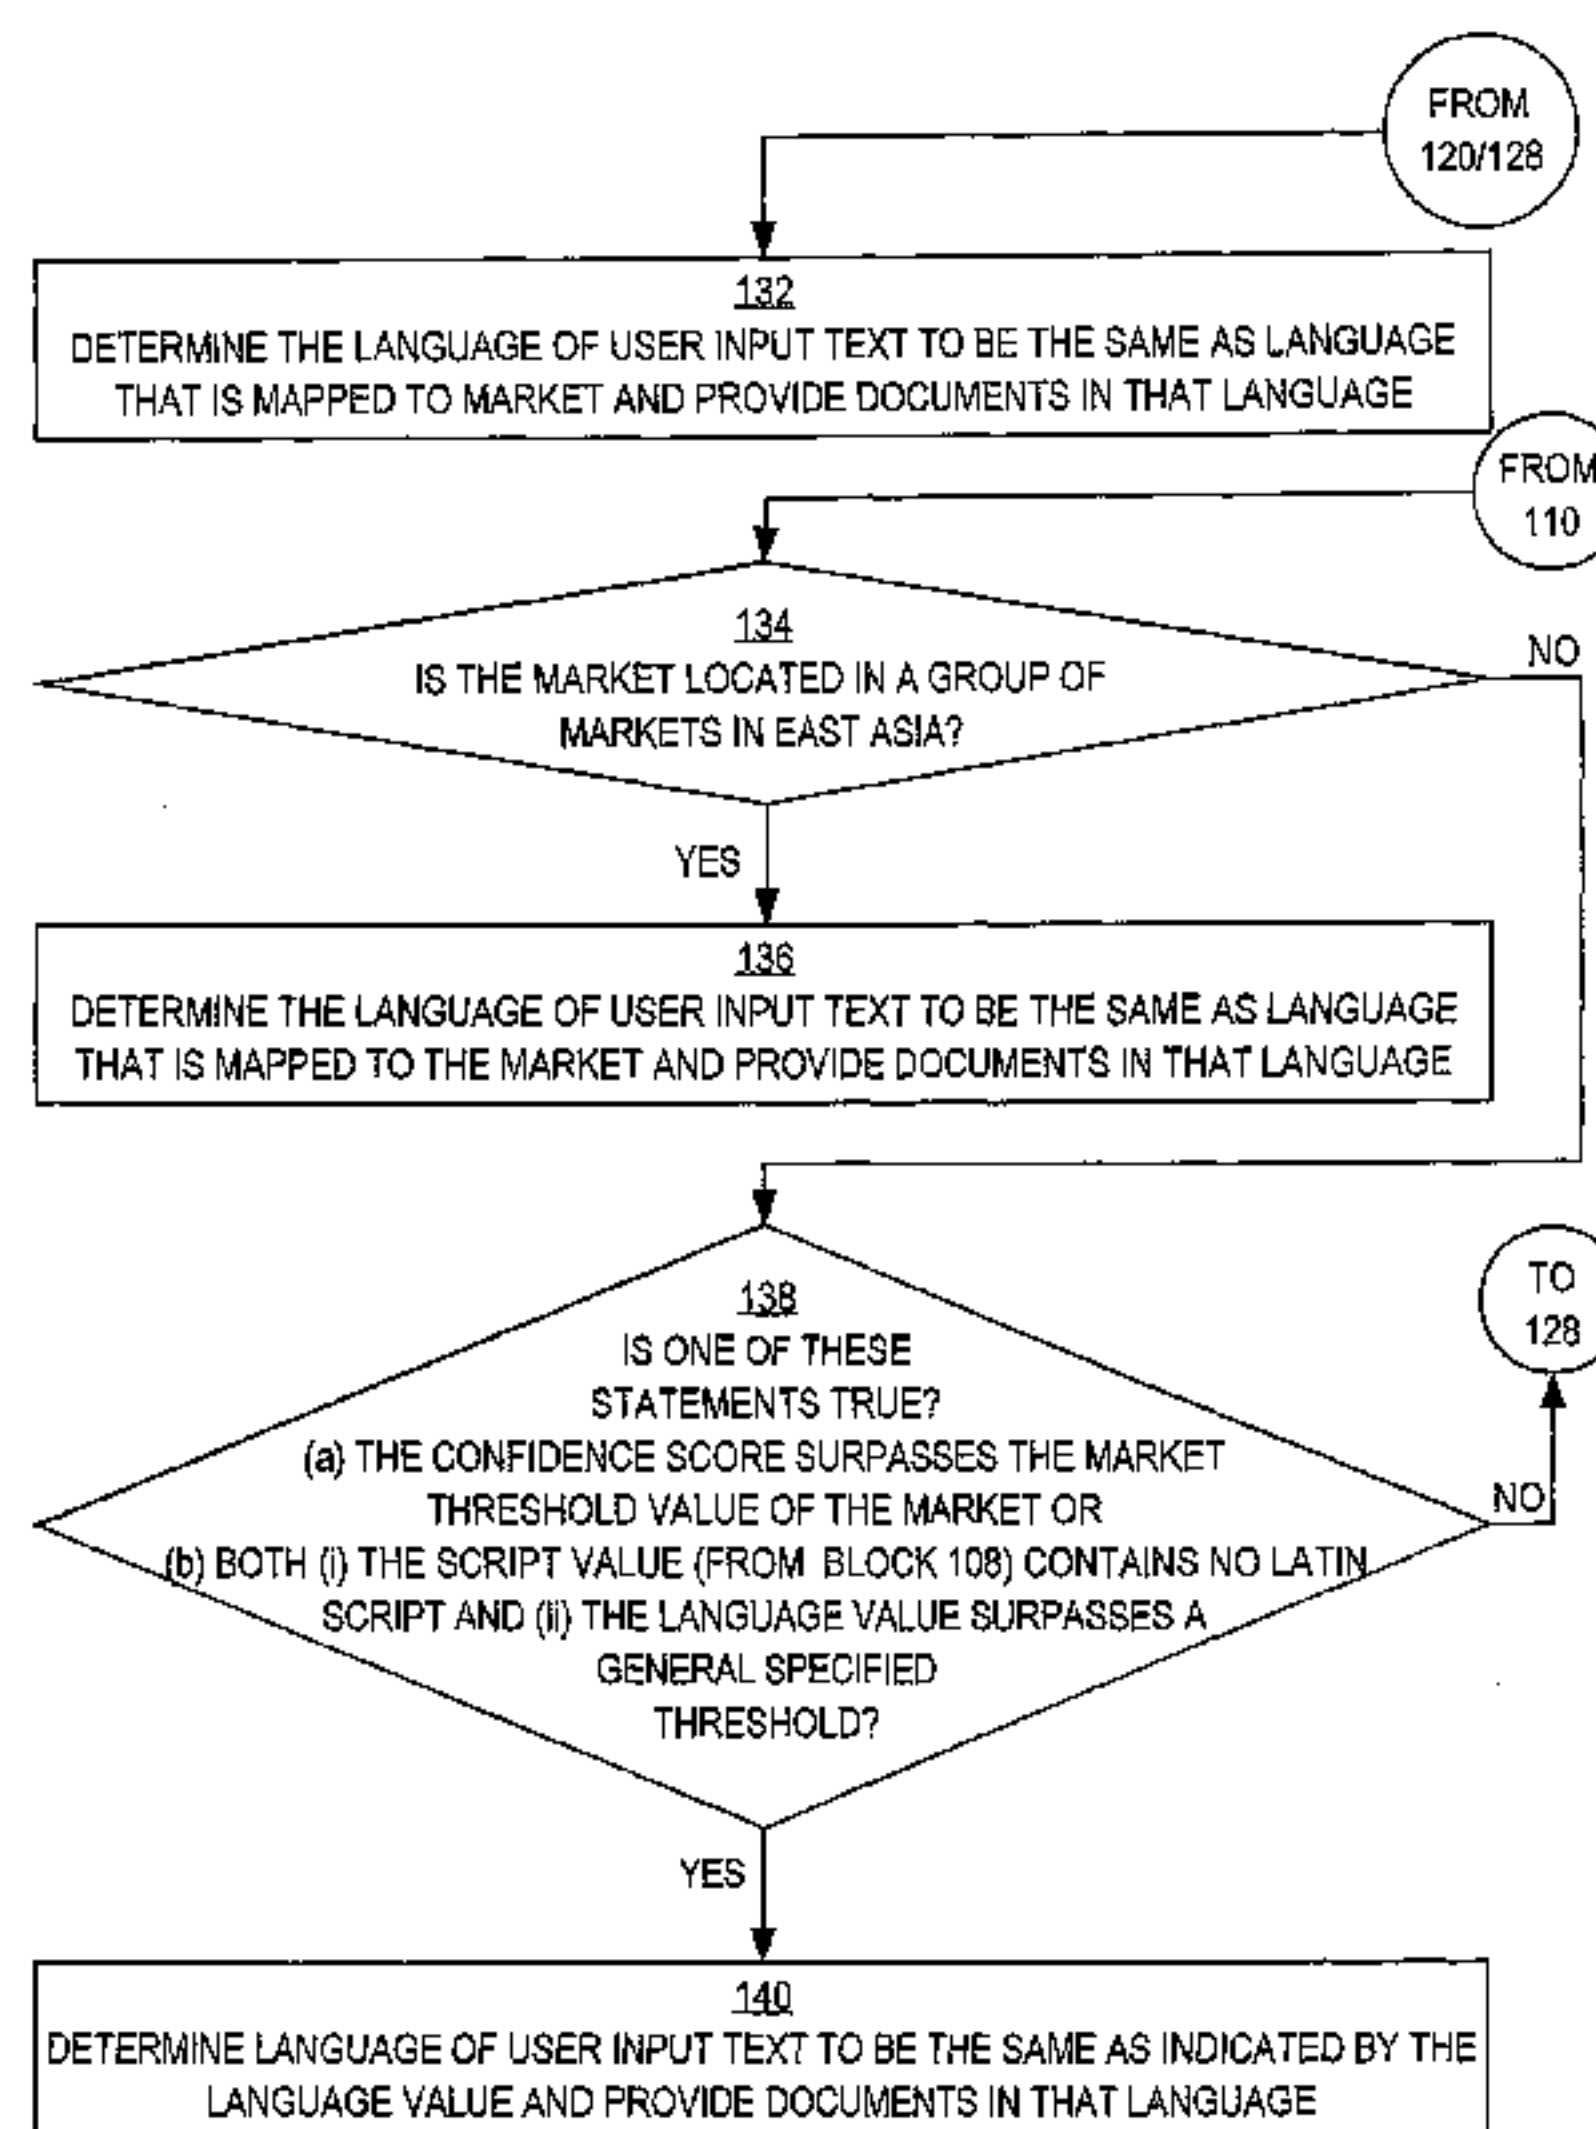 FROM
120/128
132
DETERMINE THE LANGUAGE OF USER INPUT TEXT TO BE THE SAME AS LANGUAGE
THAT IS MAPPED TO MARKET AND PROVIDE DOCUMENTS IN THAT LANGUAGE
FROM
110
134
IS THE MARKET LOCATED IN A GROUP OF
MARKETS IN EAST ASIA?
NO
YES
136
DETERMINE THE LANGUAGE OF USER INPUT TEXT TO BE THE SAME AS LANGUAGE
THAT IS MAPPED TO THE MARKET AND PROVIDE DOCUMENTS IN THAT LANGUAGE
138
IS ONE OF THESE
STATEMENTS TRUE?
(a) THE CONFIDENCE SCORE SURPASSES THE MARKET
THRESHOLD VALUE OF THE MARKET OR
(b) BOTH (i) THE SCRIPT VALUE (FROM BLOCK 108) CONTAINS NO LATIN
SCRIPT AND (ii) THE LANGUAGE VALUE SURPASSES A
GENERAL SPECIFIED
THRESHOLD?
TO
128
NO
YES
140
DETERMINE LANGUAGE OF USER INPUT TEXT TO BE THE SAME AS INDICATED BY THE
LANGUAGE VALUE AND PROVIDE DOCUMENTS IN THAT LANGUAGE